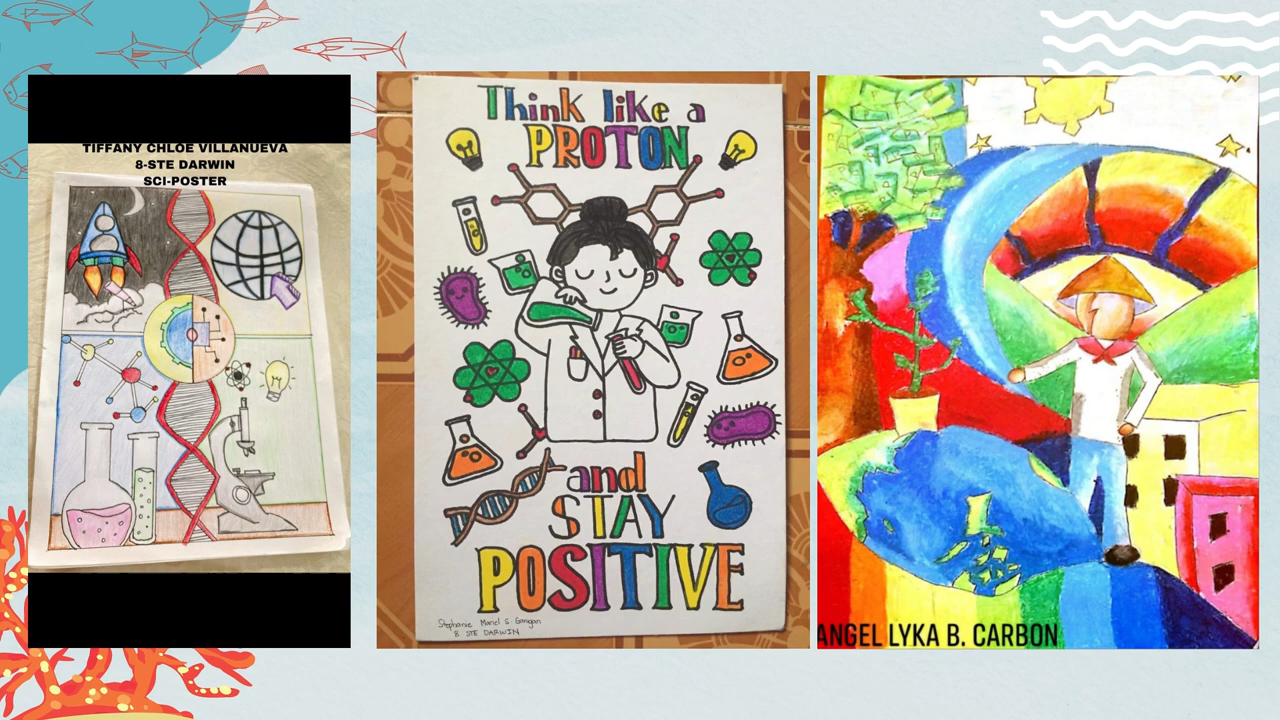 TIFFANY CHLOE VILLANUEVA
8-STE DARWIN
SCI-POSTER
Think like a
PROTON
and
STAY
POSITIVE
Stephanie Mariel S. Gangan
8 STE DARWIN
ANGEL LYKA B. CARBON